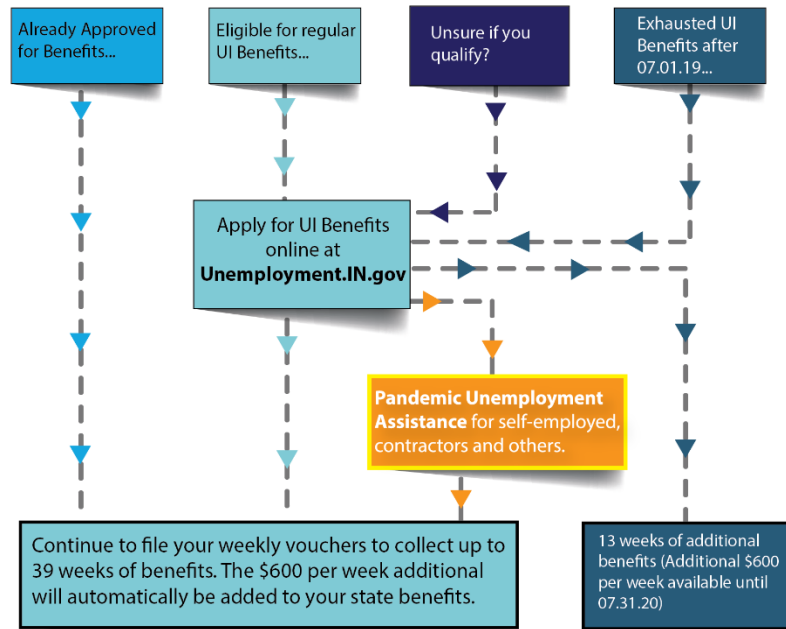 Already Approved
for Benefits...
Eligible for regular
UI Benefits...
Unsure if you
qualify?
Exhausted UI
Benefits after
07.01.19...
Apply for UI Benefits
online at
Unemployment.IN.gov
Pandemic Unemployment
Assistance for self-employed,
contractors and others.
Continue to file your weekly vouchers to collect up to
39 weeks of benefits. The $600 per week additional
will automatically be added to your state benefits.
13 weeks of additional
benefits (Additional $600
per week available until
07.31.20)